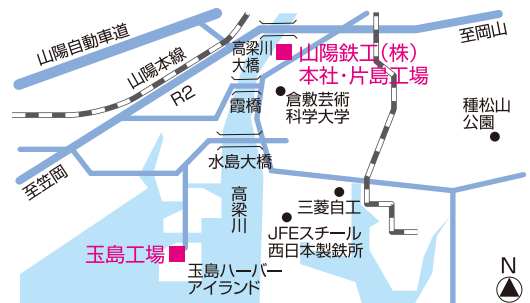 山陽自動車道
山陽本線
R2
高梁川
大橋
山陽鉄工(株)
本社・片島工場
至岡山
霞橋
倉敷芸術
科学大学
種松山
公園
水島大橋
至笠岡
高梁川
三菱自工
JFEスチール
西日本製鉄所
玉島工場
玉島ハーバー
アイランド
N